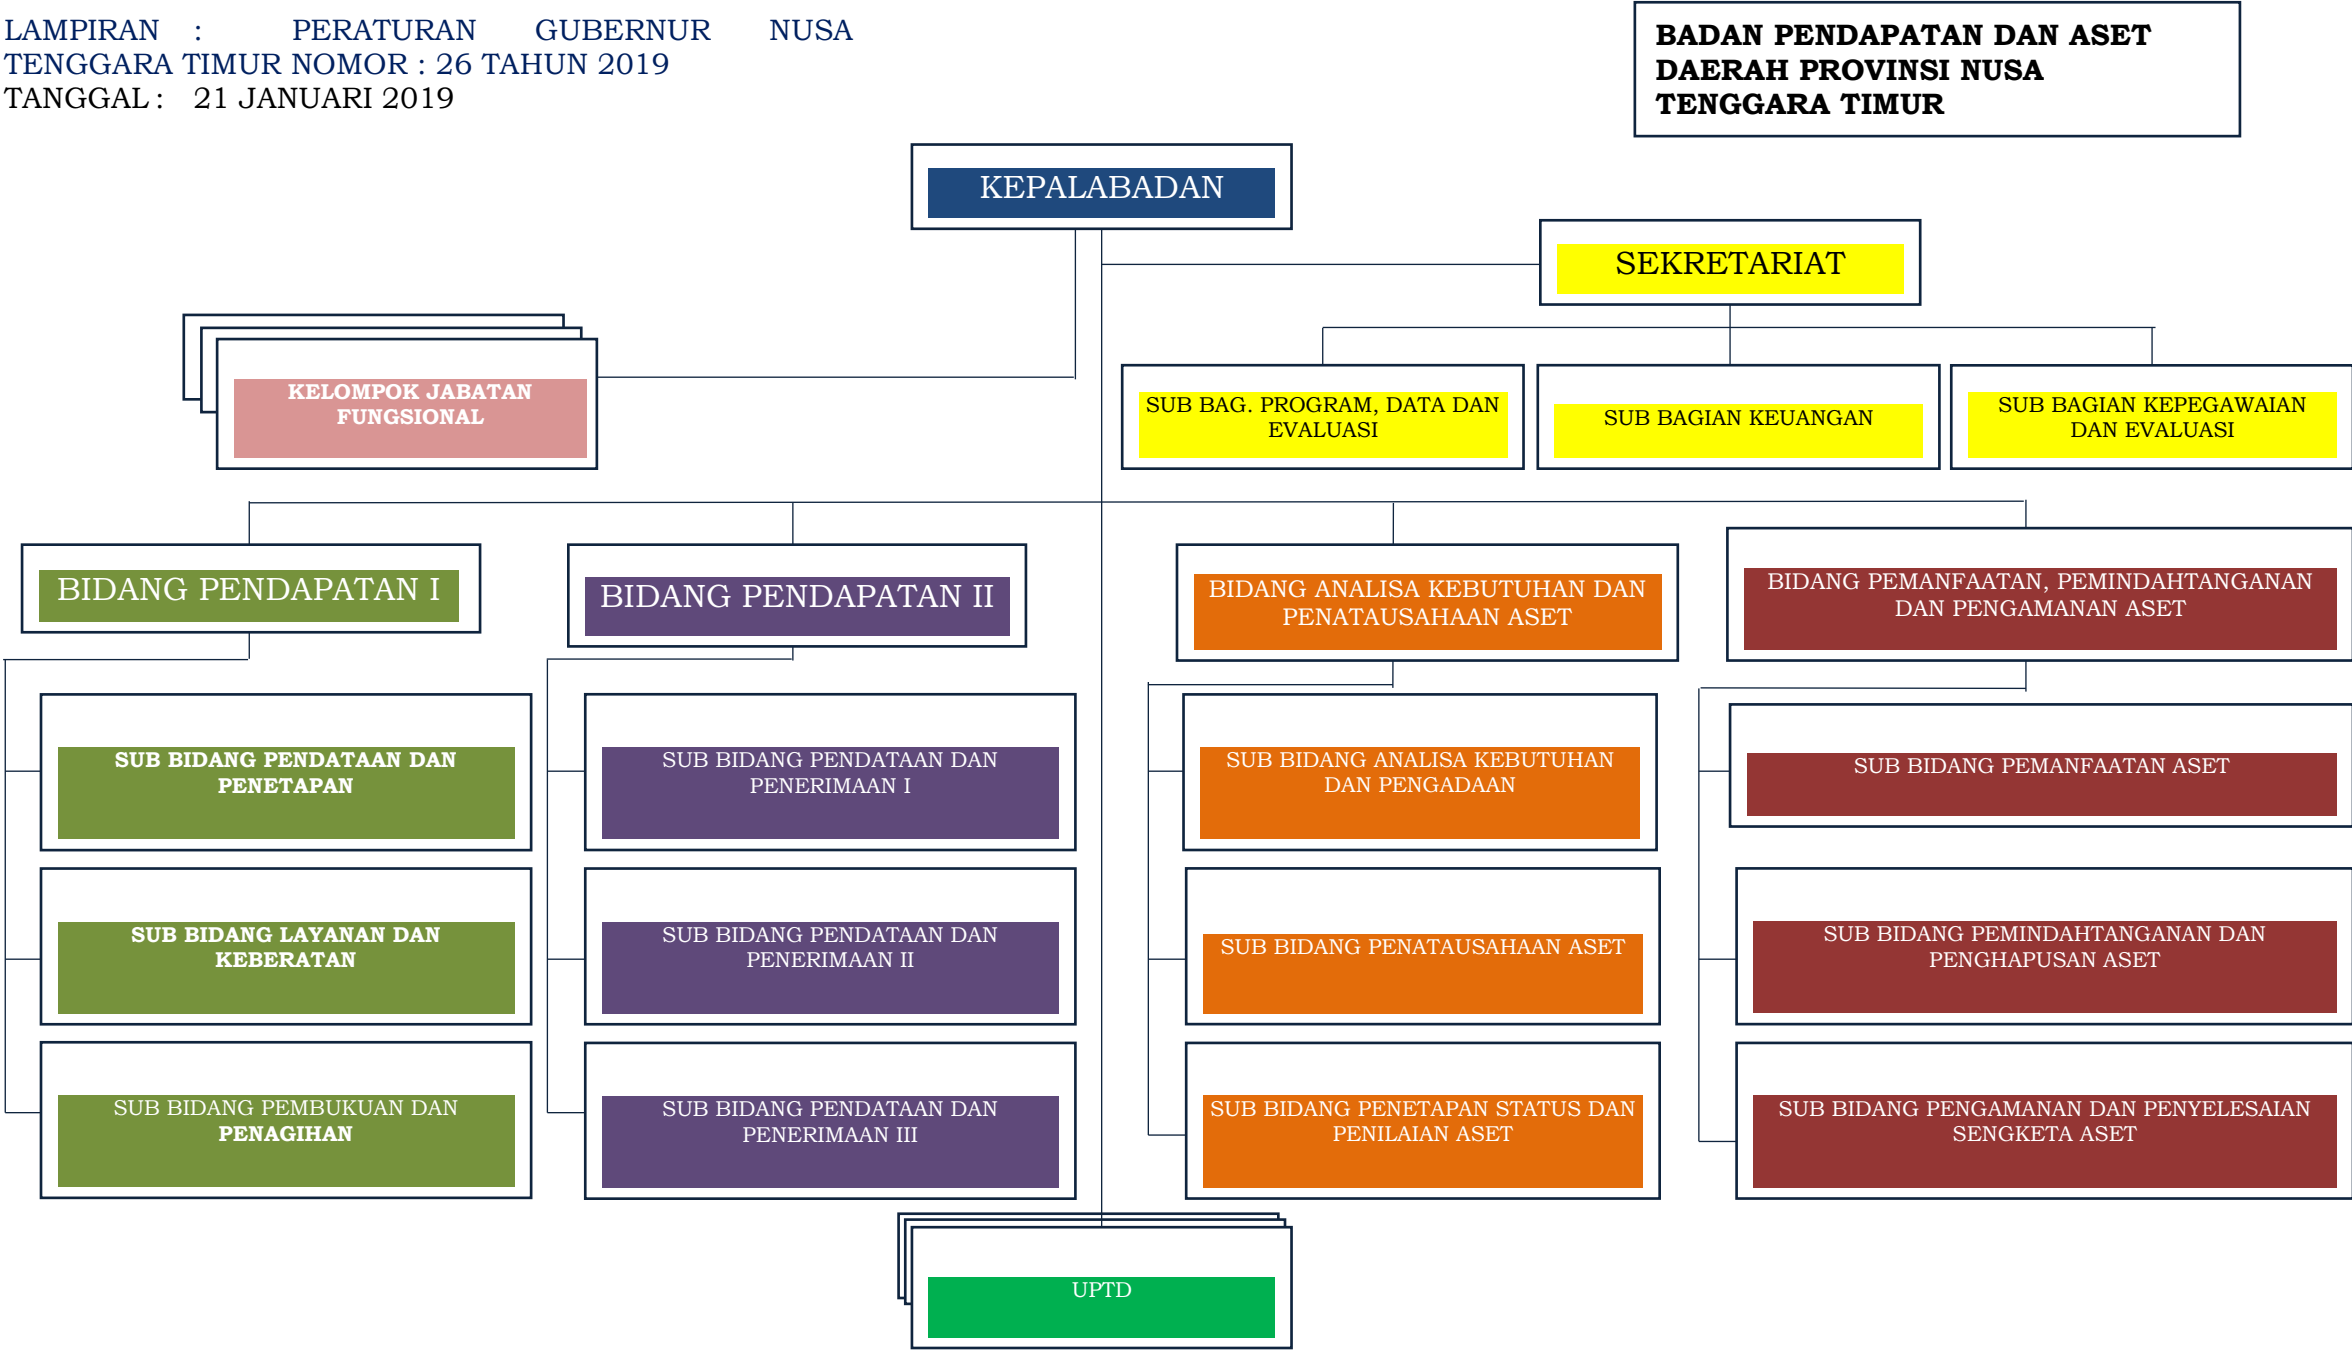 LAMPIRAN : PERATURAN GUBERNUR NUSA
TENGGARA TIMUR NOMOR : 26 TAHUN 2019
TANGGAL : 21 JANUARI 2019
BADAN PENDAPATAN DAN ASET
DAERAH PROVINSI NUSA
TENGGARA TIMUR
KEPALABADAN
SEKRETARIAT
KELOMPOK JABATAN
FUNGSIONAL
SUB BAG. PROGRAM, DATA DAN
EVALUASI
SUB BAGIAN KEUANGAN
SUB BAGIAN KEPEGAWAIAN
DAN EVALUASI
BIDANG PENDAPATAN I
BIDANG PENDAPATAN II
BIDANG ANALISA KEBUTUHAN DAN
PENATAUSAHAAN ASET
BIDANG PEMANFAATAN, PEMINDAHTANGANAN
DAN PENGAMANAN ASET
SUB BIDANG PENDATAAN DAN
PENETAPAN
SUB BIDANG PENDATAAN DAN
PENERIMAAN I
SUB BIDANG ANALISA KEBUTUHAN
DAN PENGADAAN
SUB BIDANG PEMANFAATAN ASET
SUB BIDANG LAYANAN DAN
KEBERATAN
SUB BIDANG PENDATAAN DAN
PENERIMAAN II
SUB BIDANG PENATAUSAHAAN ASET
SUB BIDANG PEMINDAHTANGANAN DAN
PENGHAPUSAN ASET
SUB BIDANG PEMBUKUAN DAN
PENAGIHAN
SUB BIDANG PENDATAAN DAN
PENERIMAAN III
SUB BIDANG PENETAPAN STATUS DAN
PENILAIAN ASET
SUB BIDANG PENGAMANAN DAN PENYELESAIAN
SENGKETA ASET
UPTD